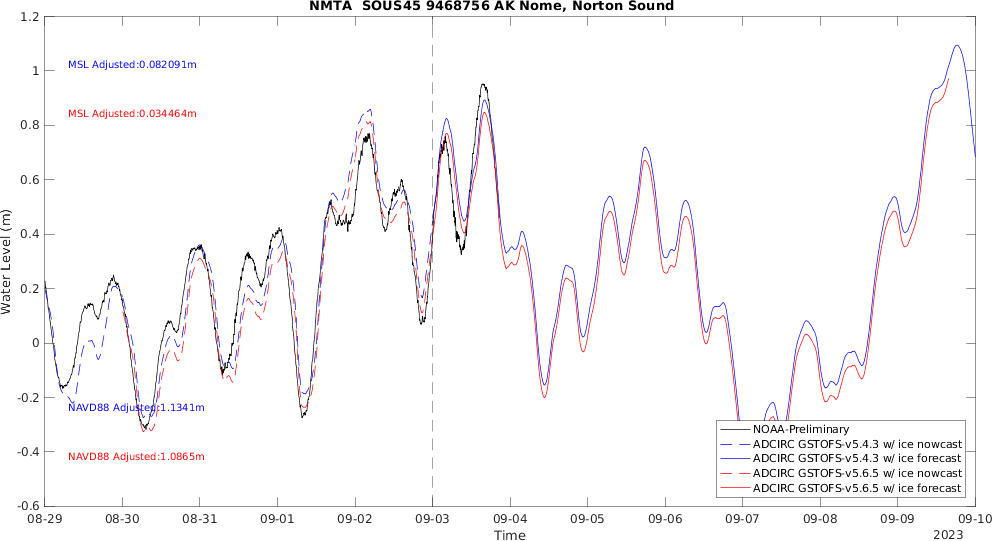 NMTA SOUS45 9468756 AK Nome, Norton Sound
1.2
1
0.8
0.6
0.4
0.2
0
-0.2
-0.4
-0.6
Water Level (m)
MSL Adjusted:0.082091m
MSL Adjusted:0.034464m
NAVD88 Adjusted:1.1341m
NAVD88 Adjusted:1.0865m
NOAA-Preliminary
ADCIRC GSTOFS-v5.4.3 w/ ice nowcast
ADCIRC GSTOFS-v5.4.3 w/ ice forecast
ADCIRC GSTOFS-v5.6.5 w/ ice nowcast
ADCIRC GSTOFS-v5.6.5 w/ ice forecast
08-29 08-30 08-31 09-01 09-02 09-03 09-04 09-05 09-06 09-07 09-08 09-09 09-10
Time
2023